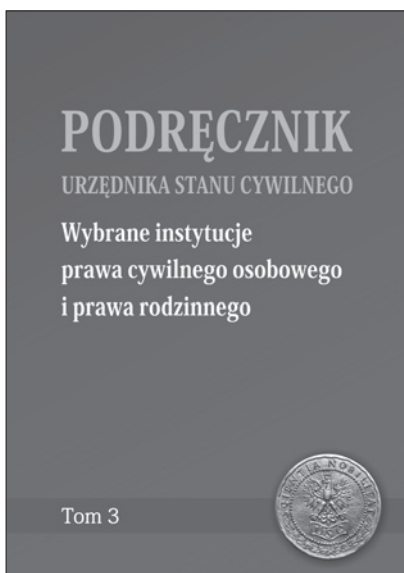 PODRĘCZNIK
URZĘDNIKA STANU CYWILNEGO
Wybrane instytucje
prawa cywilnego osobowego
i prawa rodzinnego
Tom 3